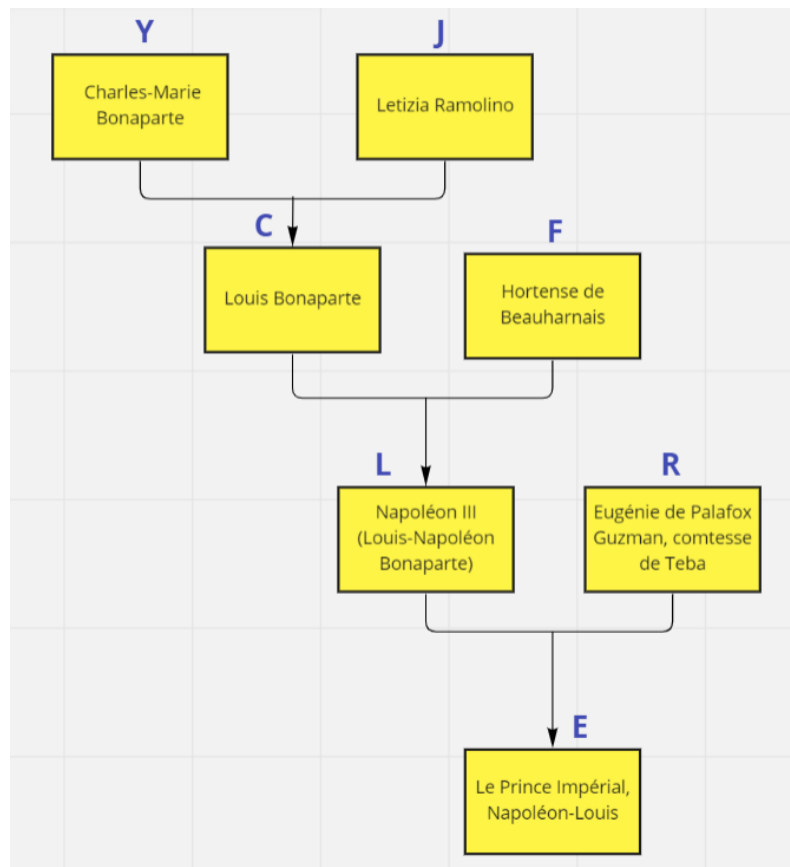 Y
J
Charles-Marie
Bonaparte
Letizia Ramolino
C
F
Louis Bonaparte
Hortense de
Beauharnais
L
R
Napoléon III
(Louis-Napoléon
Bonaparte)
Eugénie de Palafox
Guzman, comtesse
de Teba
E
Le Prince Impérial,
Napoléon-Louis